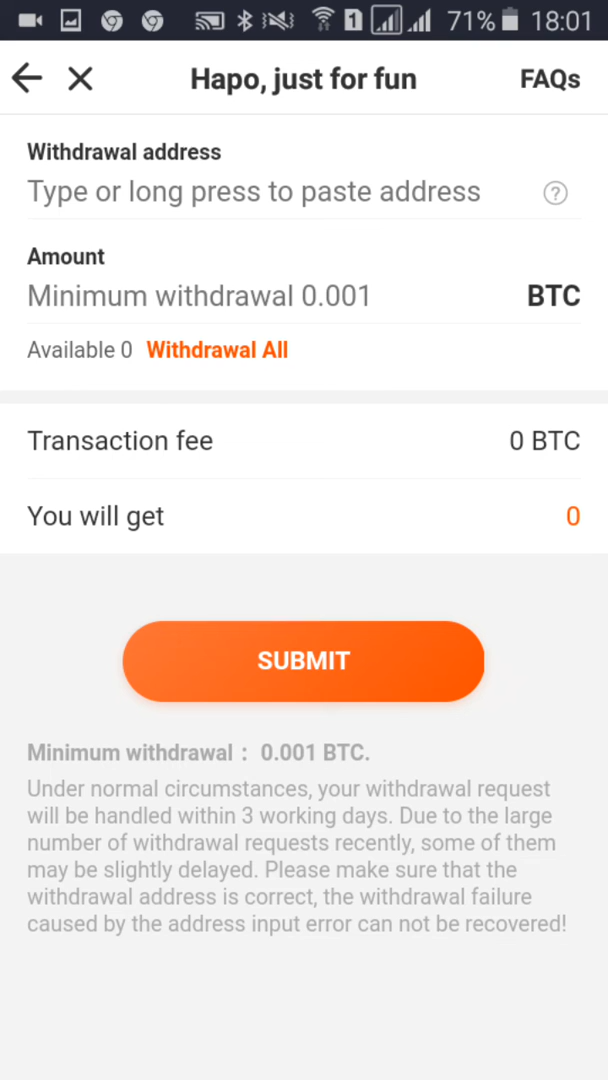 1 71% 18:01
Hapo, just for fun FAQs
Withdrawal address
Type or long press to paste address ?
Amount
Minimum withdrawal 0.001 BTC
Available 0 Withdrawal All
Transaction fee 0 BTC
You will get 0
SUBMIT
Minimum withdrawal : 0.001 BTC.
Under normal circumstances, your withdrawal request
will be handled within 3 working days. Due to the large
number of withdrawal requests recently, some of them
may be slightly delayed. Please make sure that the
withdrawal address is correct, the withdrawal failure
caused by the address input error can not be recovered!